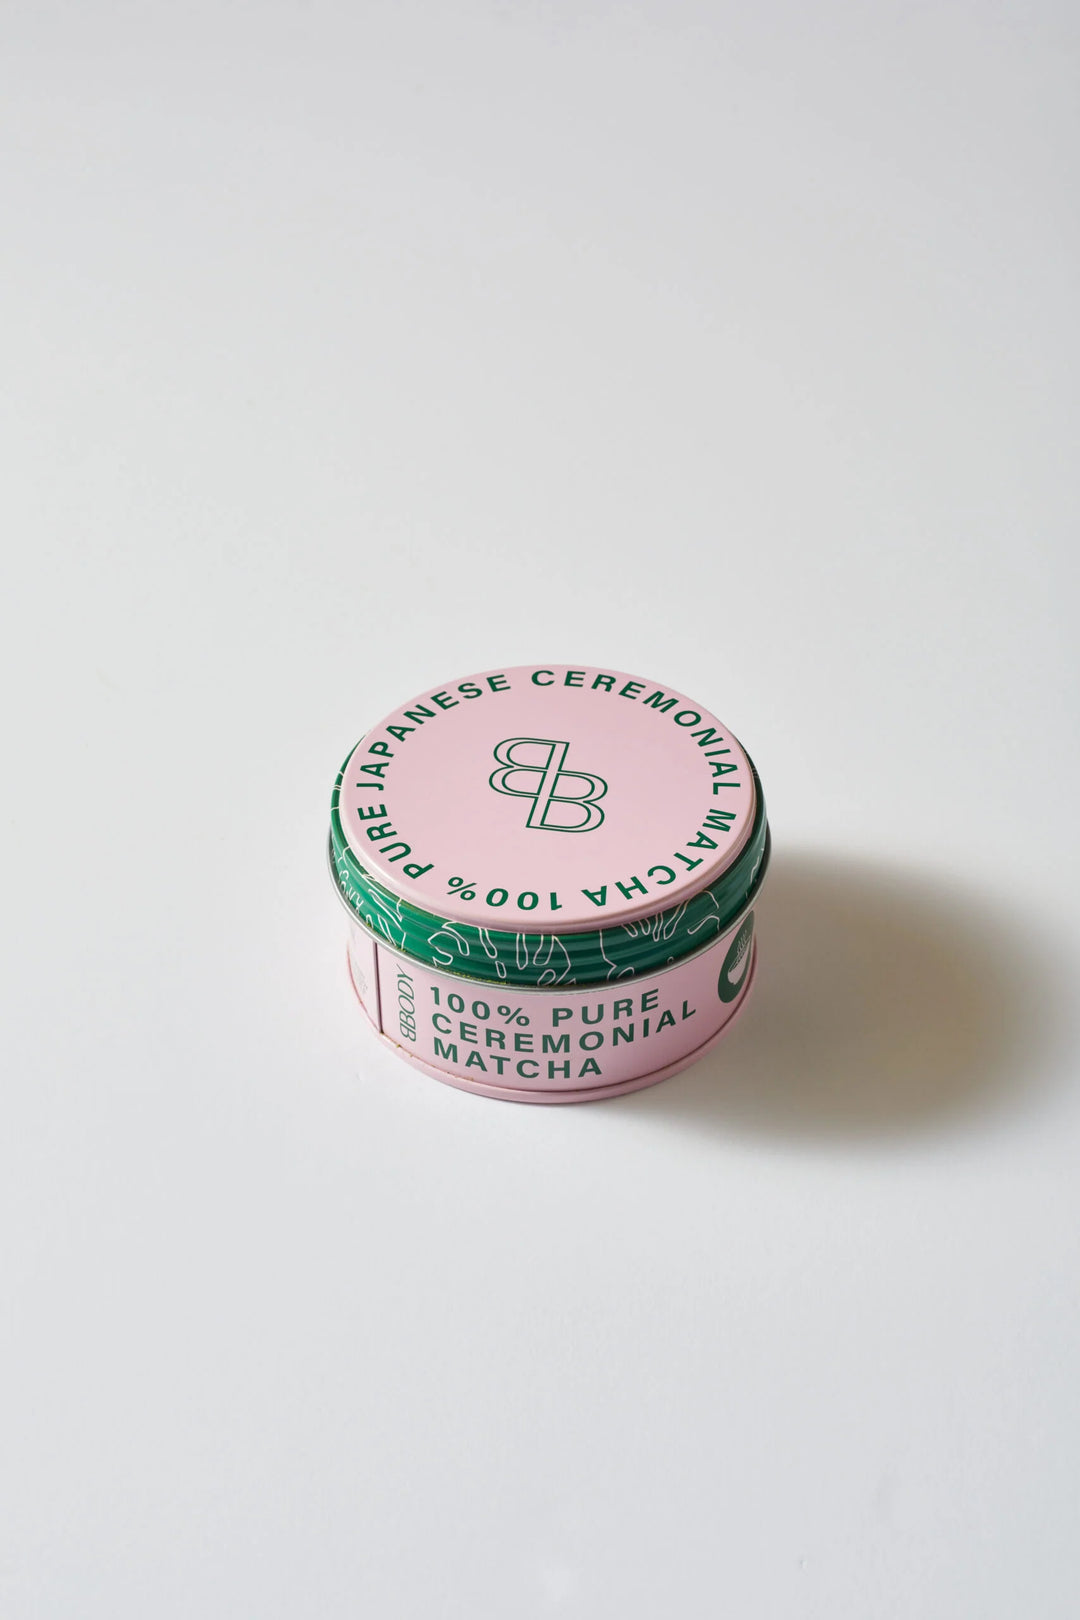 100% PURE JAPANESE CEREMONIAL MATCHA
BB
BBODY
100% PURE
CEREMONIAL
MATCHA